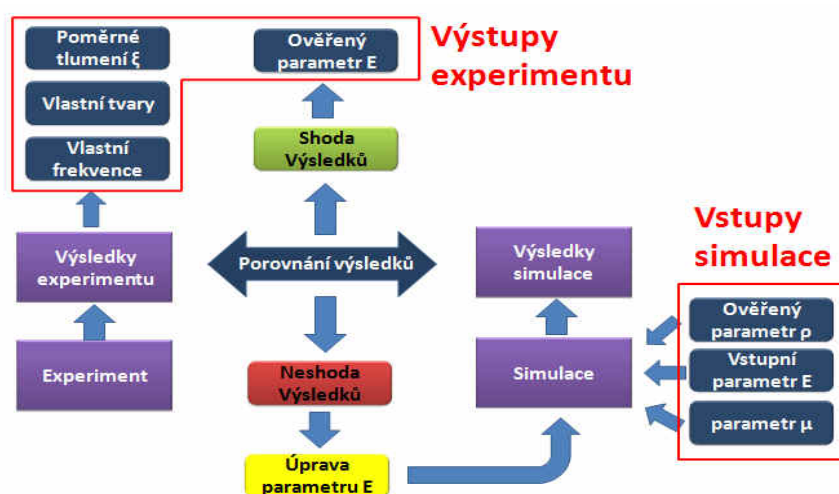 Poměrné
tlumení ξ
Vlastní tvary
Vlastní
frekvence
Ověřený
parametr E
Výstupy
experimentu
Shoda
Výsledků
Výsledky
experimentu
Porovnání výsledků
Výsledky
simulace
Vstupy
simulace
Experiment
Neshoda
Výsledků
Simulace
Ověřený
parametr ρ
Vstupní
parametr E
parametr μ
Úprava
parametru E